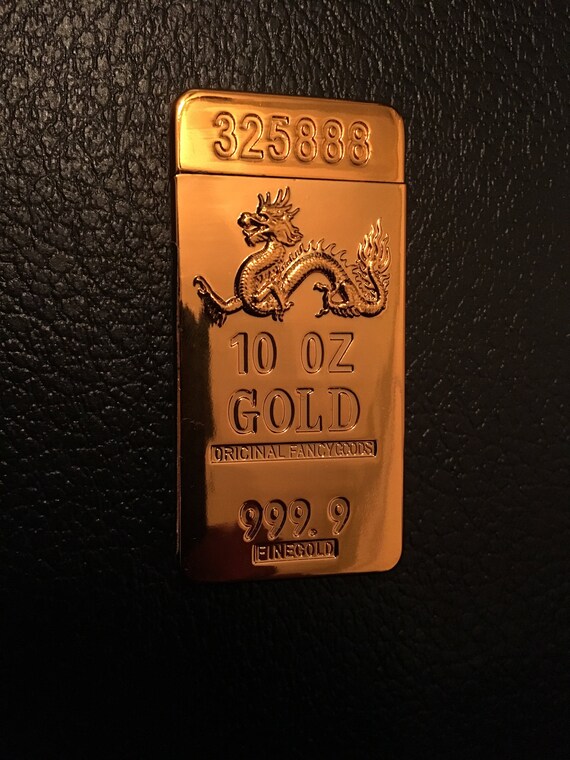 325888
10 OZ
GOLD
ORIGINAL FANCYGOODS
999.9
FINEGOLD